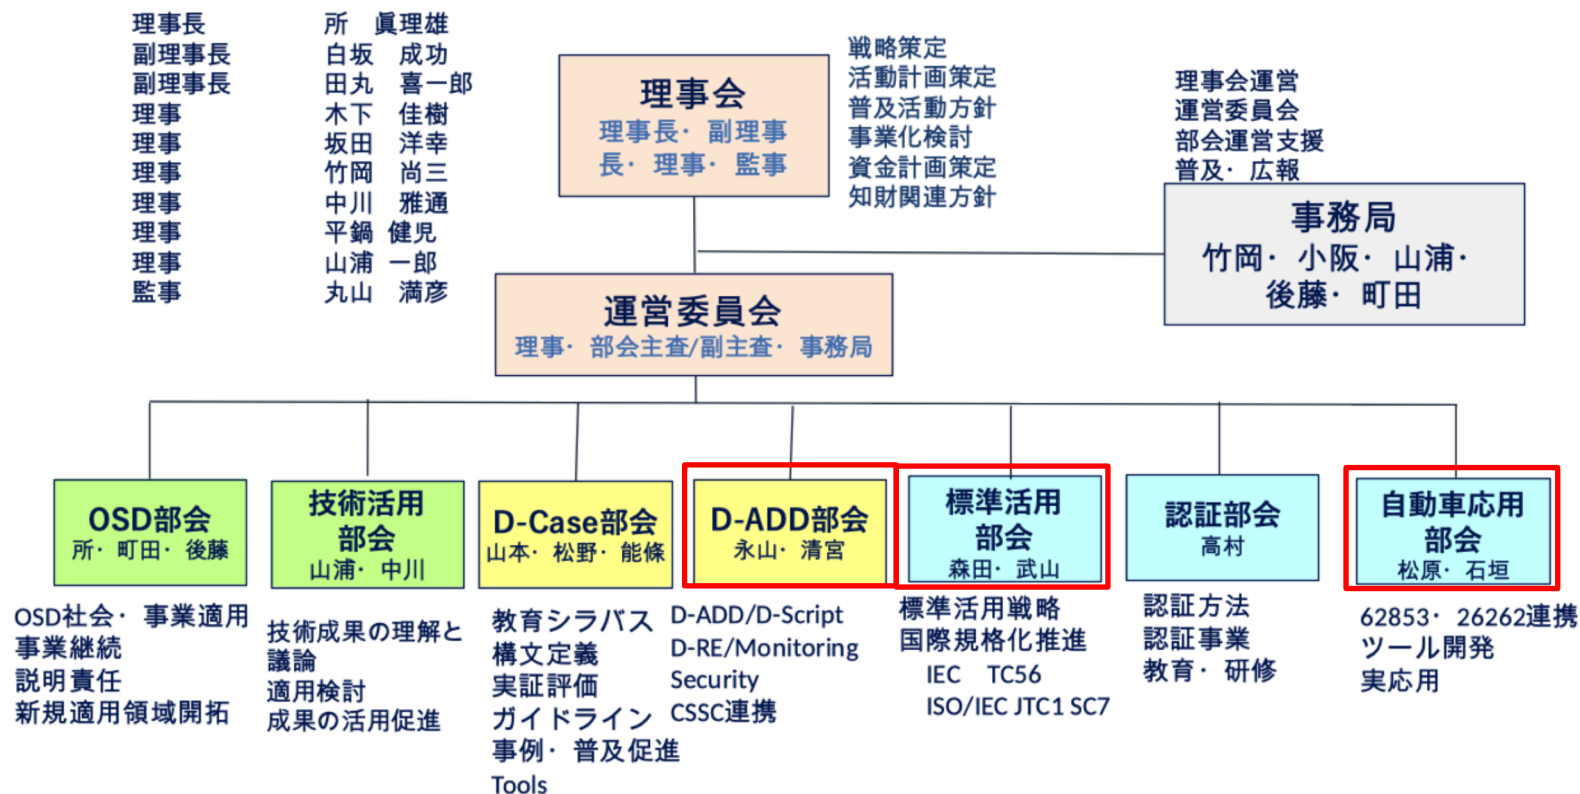 理事長 所 眞理雄
副理事長 白坂 成功
副理事長 田丸 喜一郎
理事 木下 佳樹
理事 坂田 洋幸
理事 竹岡 尚三
理事 中川 雅通
理事 平鍋 健児
理事 山浦 一郎
監事 丸山 満彦
理事会
理事長・副理事
長・理事・監事
戦略策定
活動計画策定
普及活動方針
事業化検討
資金計画策定
知財関連方針
理事会運営
運営委員会
部会運営支援
普及・広報
事務局
竹岡・小阪・山浦・
後藤・町田
運営委員会
理事・部会主査/副主査・事務局
OSD部会
所・町田・後藤
OSD社会・事業適用
事業継続
説明責任
新規適用領域開拓
技術活用
部会
山浦・中川
技術成果の理解と
議論
適用検討
成果の活用促進
D-Case部会
山本・松野・能條
教育シラバス
構文定義
実証評価
ガイドライン
事例・普及促進
Tools
D-ADD部会
永山・清宮
D-ADD/D-Script
D-RE/Monitoring
Security
CSSC連携
標準活用
部会
森田・武山
標準活用戦略
国際規格化推進
IEC TC56
ISO/IEC JTC1 SC7
認証部会
高村
認証方法
認証事業
教育・研修
自動車応用
部会
松原・石垣
62853・26262連携
ツール開発
実応用